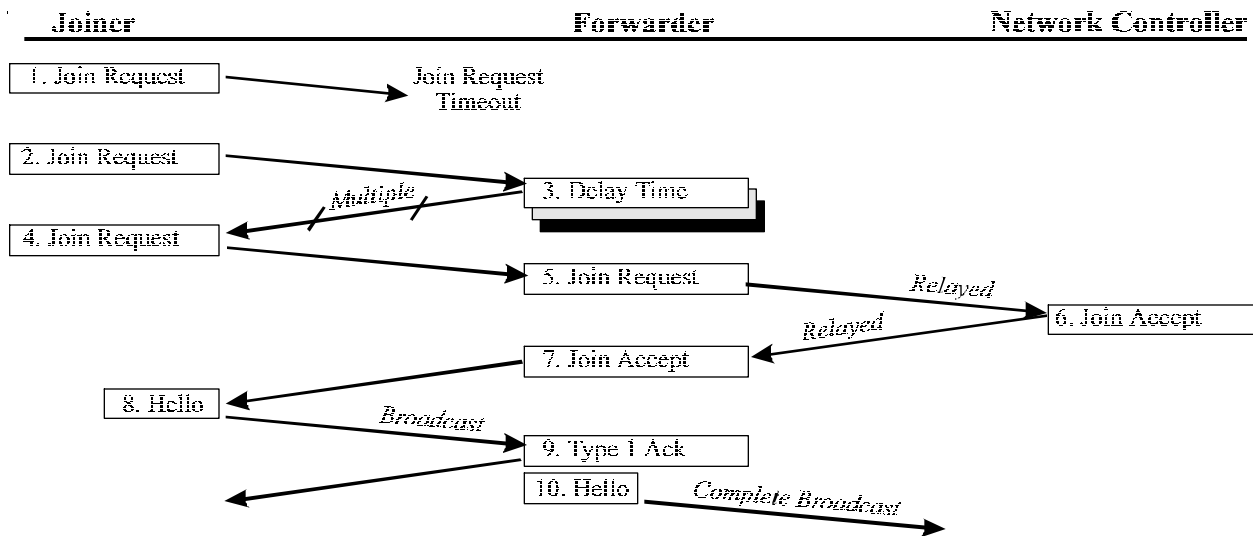 Joiner Forwarder Network Controller
1. Join Request
Join Request
Timeout
2. Join Request
3. Delay Time
Multiple
4. Join Request
5. Join Request
Relayed
6. Join Accept
Relayed
7. Join Accept
8. Hello
Broadcast
9. Type 1 Ack
10. Hello
Complete Broadcast